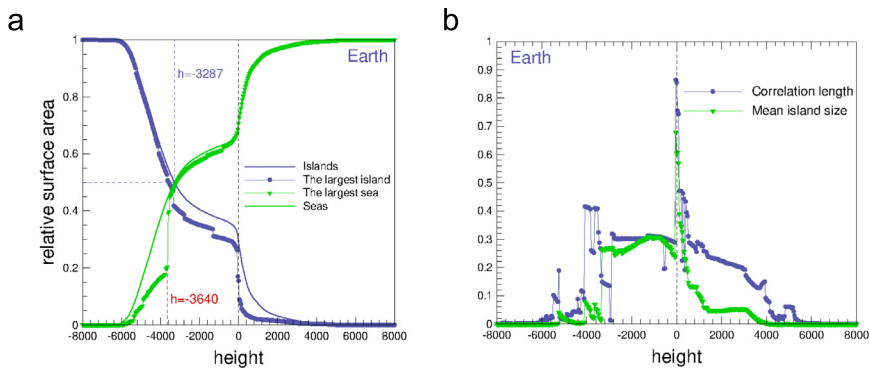 a
Earth
h=-3287
h=-3640
Islands
The largest island
The largest sea
Seas
relative surface area
1
0.8
0.6
0.4
0.2
0
-8000 -6000 -4000 -2000 0 2000 4000 6000 8000
height
b
Earth
Correlation length
Mean island size
1
0.9
0.8
0.7
0.6
0.5
0.4
0.3
0.2
0.1
0
-8000 -6000 -4000 -2000 0 2000 4000 6000 8000
height